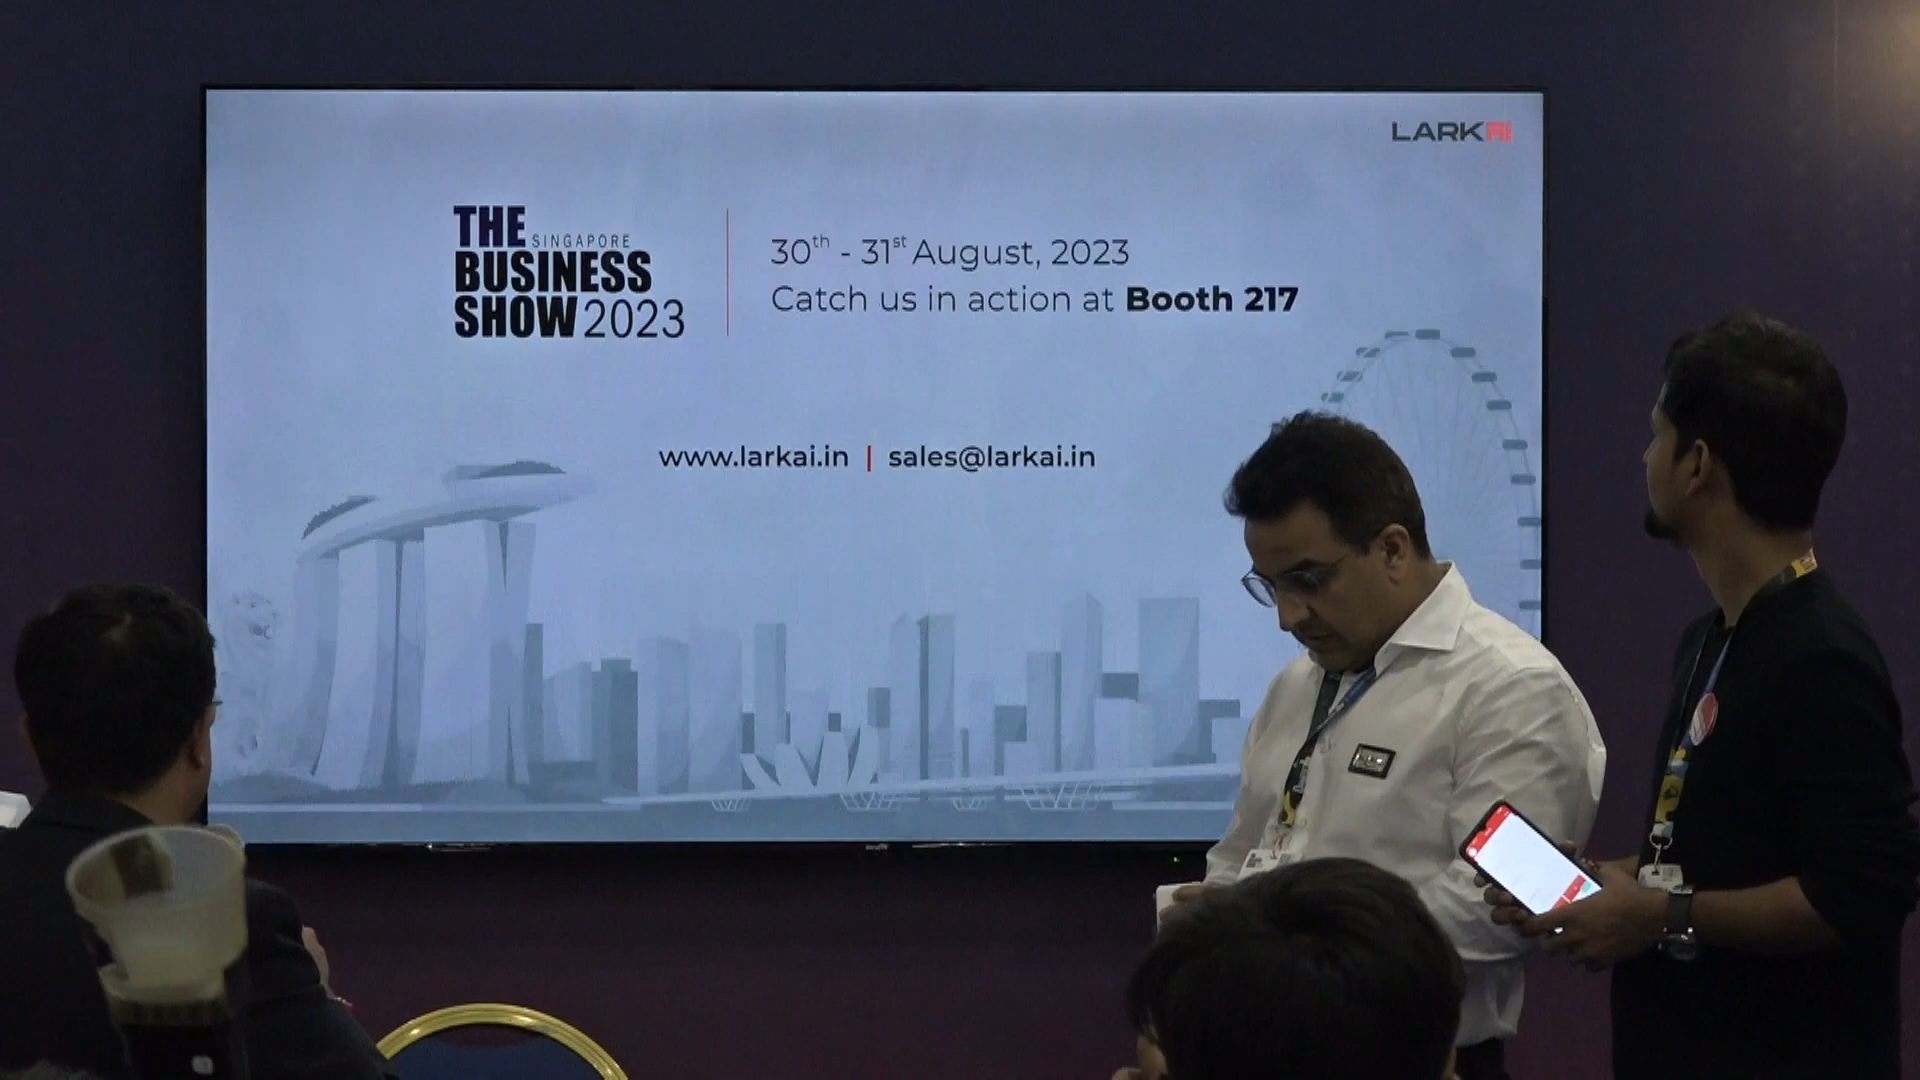 LARKAI
THE
SINGAPORE
BUSINESS
SHOW 2023
30th - 31st August, 2023
Catch us in action at Booth 217
www.larkai.in | sales@larkai.in